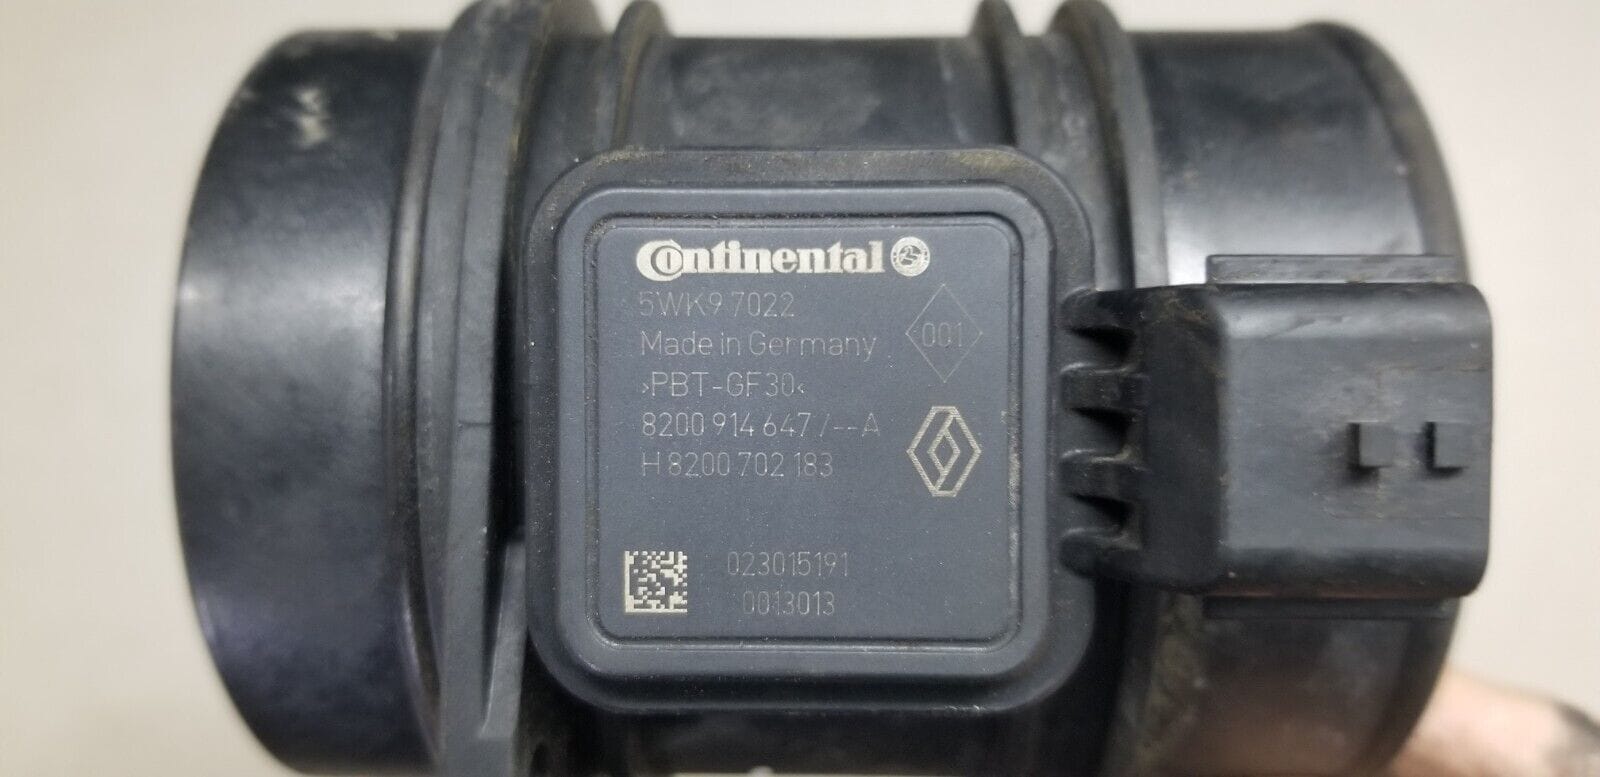 Continental
5WK9 7022
Made in Germany
001
>PBT-GF30<
8200 914 647 /--A
H 8200 702 183
023015191
0013013